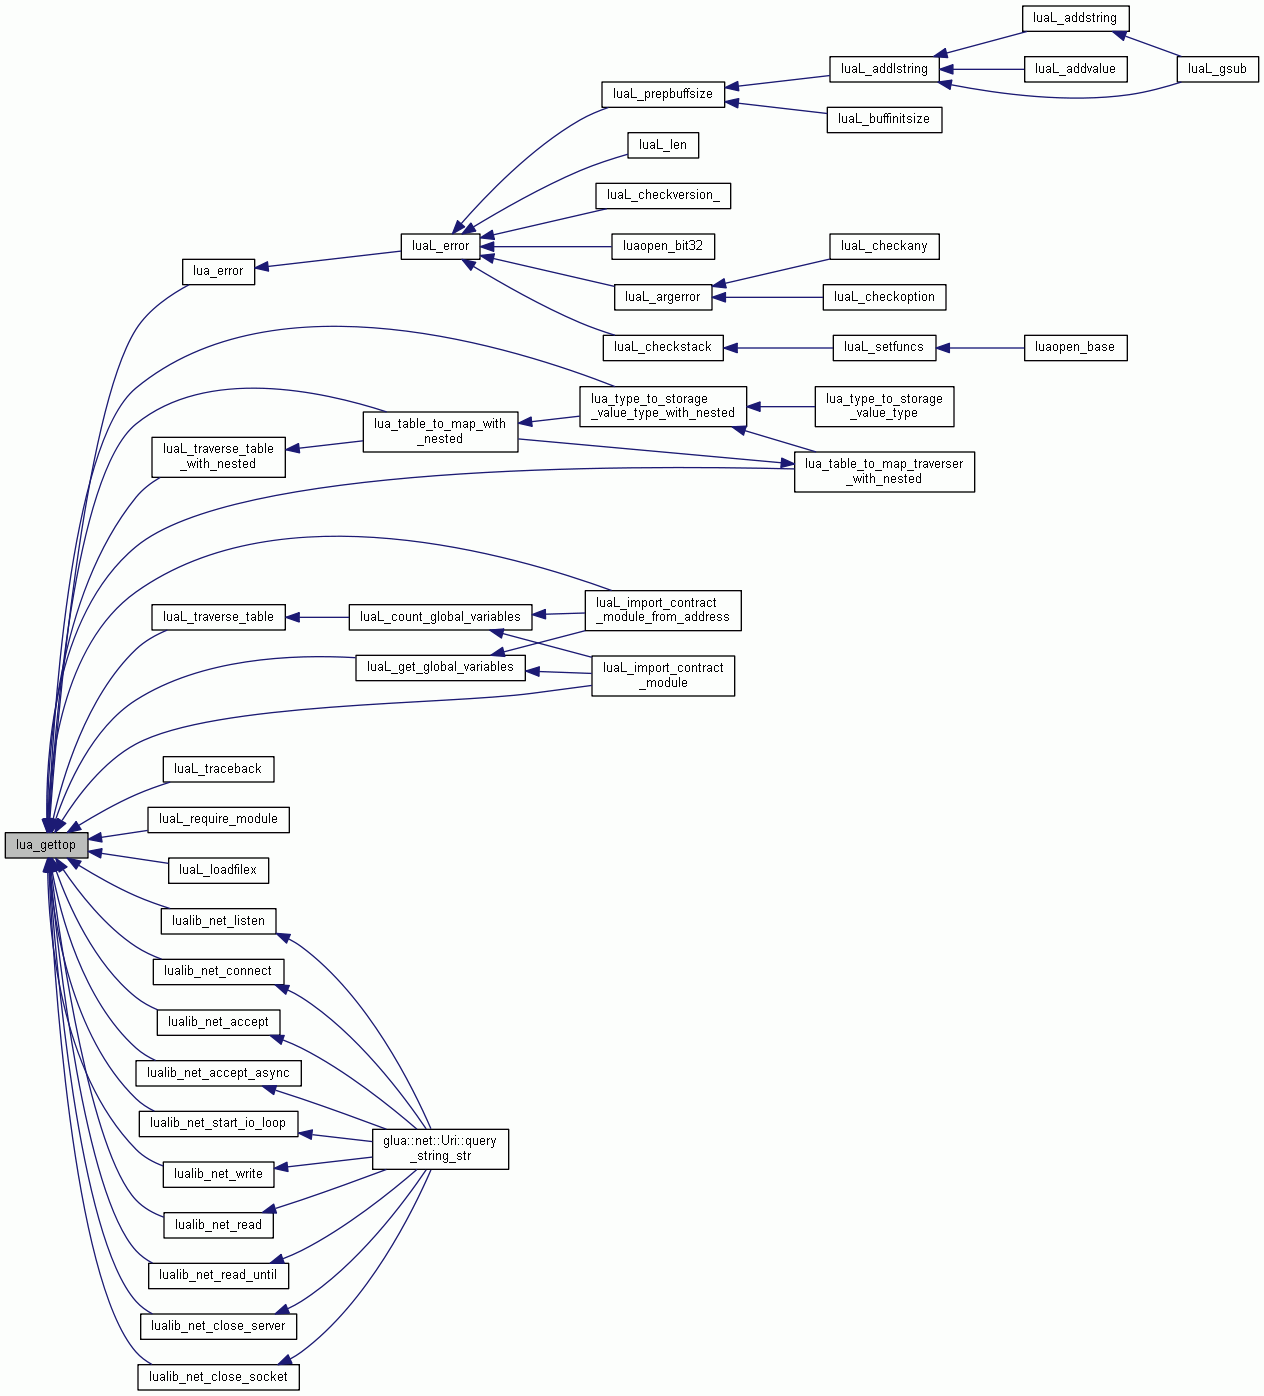 luaL_addstring
luaL_addlstring
luaL_addvalue
luaL_gsub
luaL_prepbuffsize
luaL_buffinitsize
luaL_len
luaL_checkversion_
luaL_error
luaopen_bit32
luaL_checkany
lua_error
luaL_argerror
luaL_checkoption
luaL_checkstack
luaL_setfuncs
luaopen_base
lua_type_to_storage
_value_type_with_nested
lua_type_to_storage
_value_type
lua_table_to_map_with
_nested
luaL_traverse_table
_with_nested
lua_table_to_map_traverser
_with_nested
luaL_import_contract
_module_from_address
luaL_traverse_table
luaL_count_global_variables
luaL_get_global_variables
luaL_import_contract
_module
luaL_traceback
luaL_require_module
lua_gettop
luaL_loadfilex
lualib_net_listen
lualib_net_connect
lualib_net_accept
lualib_net_accept_async
lualib_net_start_io_loop
glua::net::Uri::query
_string_str
lualib_net_write
lualib_net_read
lualib_net_read_until
lualib_net_close_server
lualib_net_close_socket